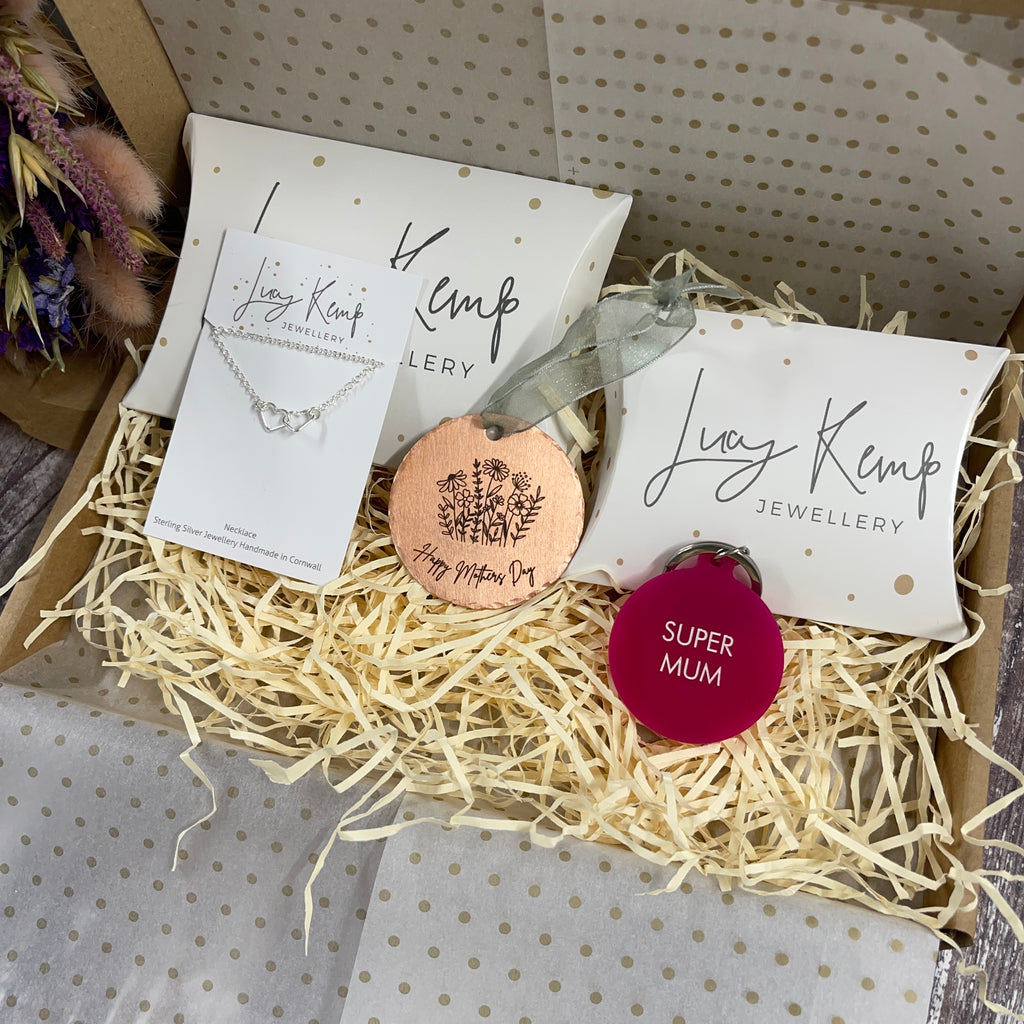 Lucy Kemp
JEWELLERY
Lucy Kemp
JEWELLERY
Necklace
Sterling Silver Jewellery Handmade in Cornwall
Happy Mothers Day
Lucy Kemp
JEWELLERY
SUPER
MUM